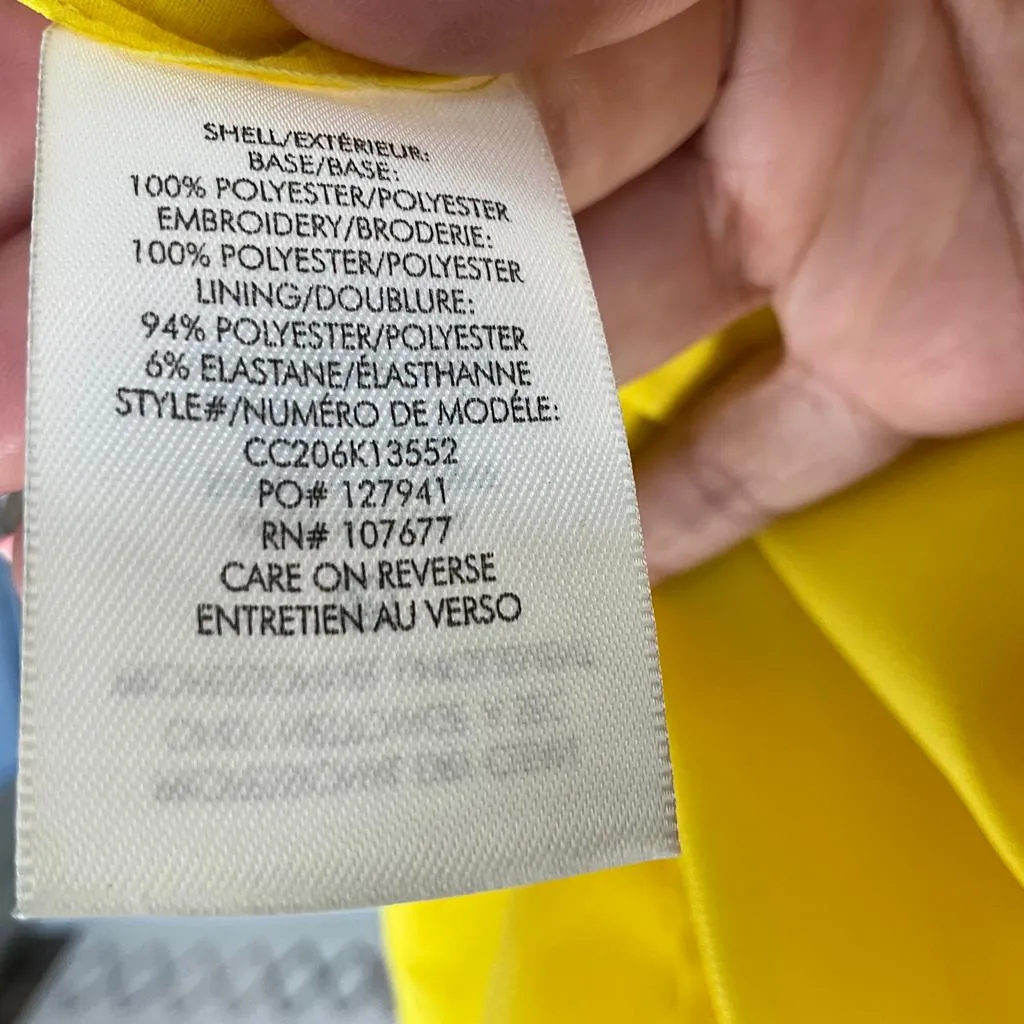 SHELL/EXTÉRIEUR:
BASE/BASE:
100% POLYESTER/POLYESTER
EMBROIDERY/BRODERIE:
100% POLYESTER/POLYESTER
LINING/DOUBLURE:
94% POLYESTER/POLYESTER
6% ELASTANE/ÉLASTHANNE
STYLE#/NUMÉRO DE MODÉLE:
CC206K13552
PO# 127941
RN# 107677
CARE ON REVERSE
ENTRETIEN AU VERSO